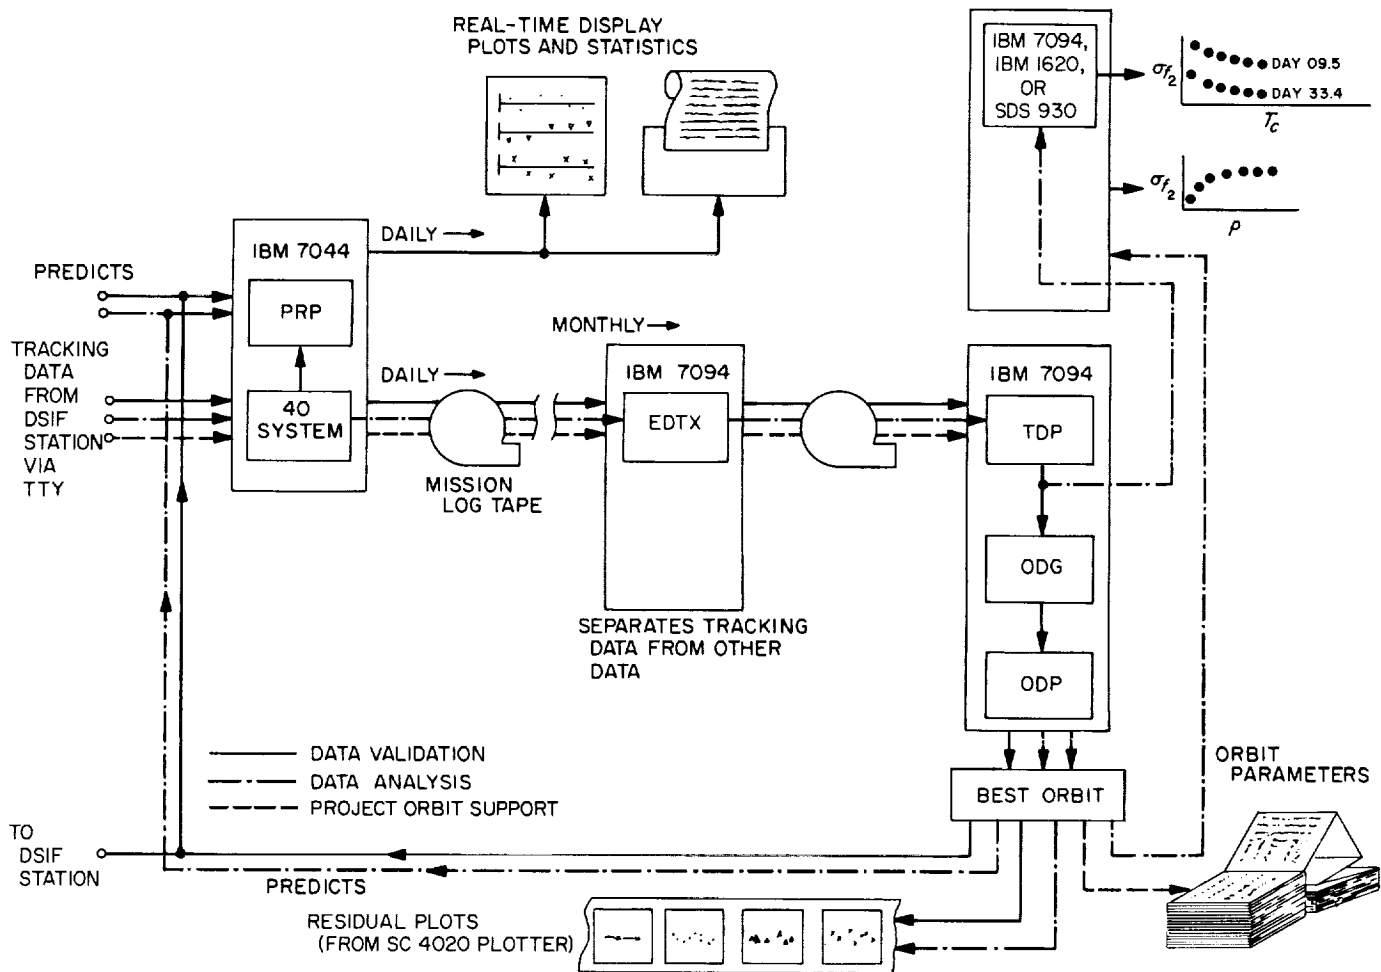 REAL-TIME DISPLAY
PLOTS AND STATISTICS
IBM 7094,
IBM 1620,
OR
SDS 930
σf2
DAY 09.5
DAY 33.4
Tc
σf2
ρ
DAILY
IBM 7044
PREDICTS
PRP
MONTHLY
TRACKING
DATA
FROM
DSIF
STATION
VIA
TTY
DAILY
40
SYSTEM
MISSION
LOG TAPE
IBM 7094
EDTX
SEPARATES TRACKING
DATA FROM OTHER
DATA
IBM 7094
TDP
ODG
ODP
DATA VALIDATION
DATA ANALYSIS
PROJECT ORBIT SUPPORT
BEST ORBIT
ORBIT
PARAMETERS
TO
DSIF
STATION
PREDICTS
RESIDUAL PLOTS
(FROM SC 4020 PLOTTER)